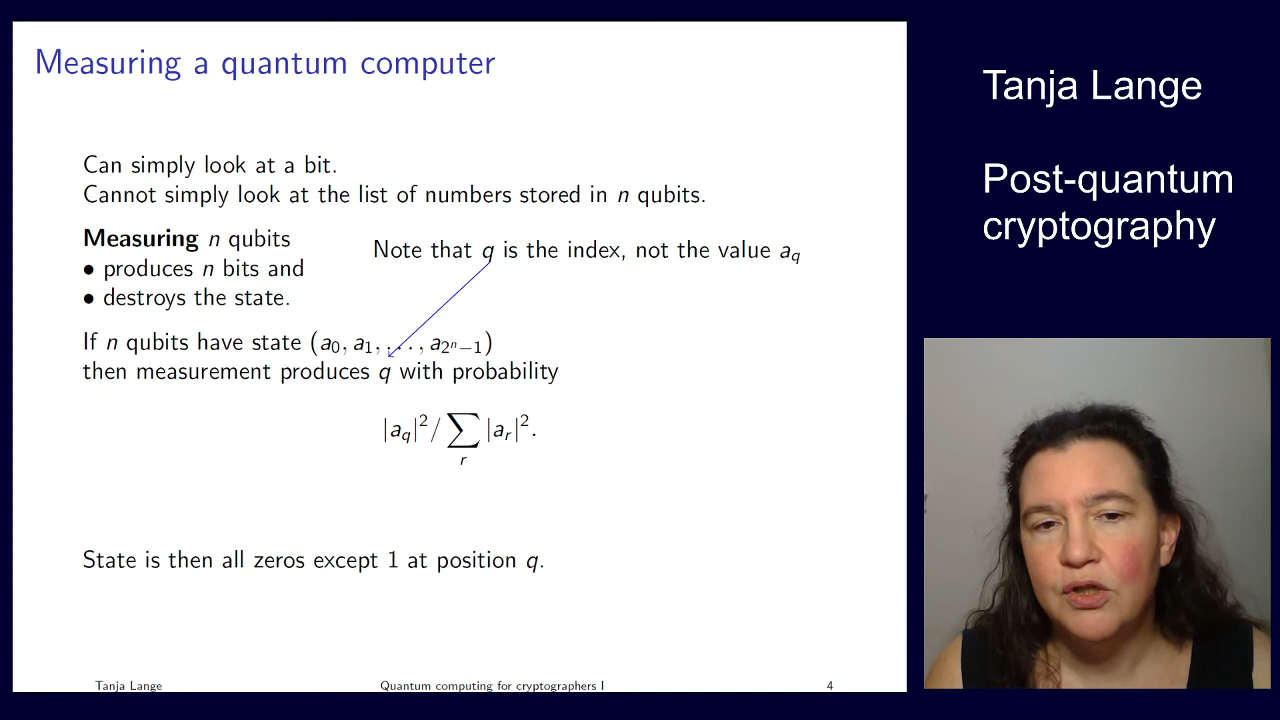 Measuring a quantum computer
Can simply look at a bit.
Cannot simply look at the list of numbers stored in n qubits.
Measuring n qubits
• produces n bits and
• destroys the state.
Note that q is the index, not the value a_q
If n qubits have state (a_0, a_1, . . . , a_{2^n−1})
then measurement produces q with probability
|a_q|^2/ ∑_r |a_r|^2.
State is then all zeros except 1 at position q.
Tanja Lange
Quantum computing for cryptographers I
4
Tanja Lange
Post-quantum
cryptography